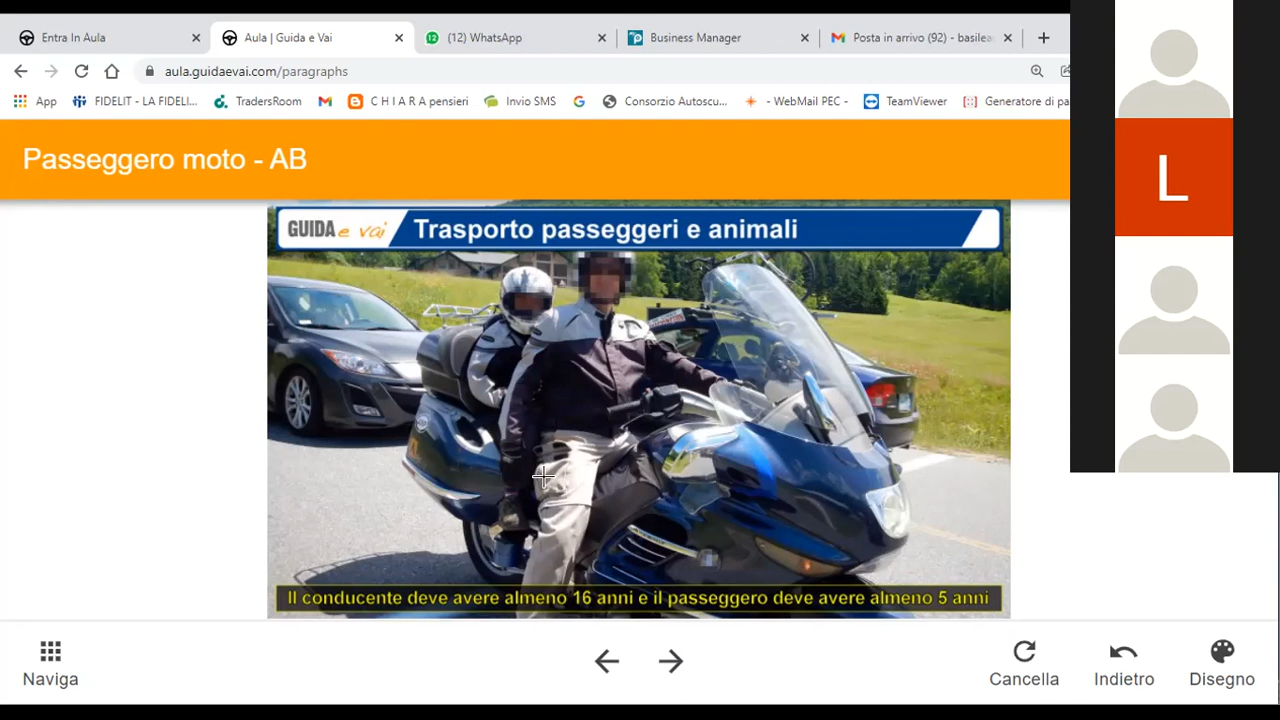 Entra In Aula
Aula | Guida e Vai
(12) WhatsApp
Business Manager
Posta in arrivo (92) - basilea
aula.guidaevai.com/paragraphs
App
FIDELIT - LA FIDELI...
TradersRoom
C H I A R A pensieri
Invio SMS
Consorzio Autoscu...
- WebMail PEC -
TeamViewer
Generatore di pa
Passeggero moto - AB
L
GUIDA e vai
Trasporto passeggeri e animali
Il conducente deve avere almeno 16 anni e il passeggero deve avere almeno 5 anni
Naviga
Cancella
Indietro
Disegno